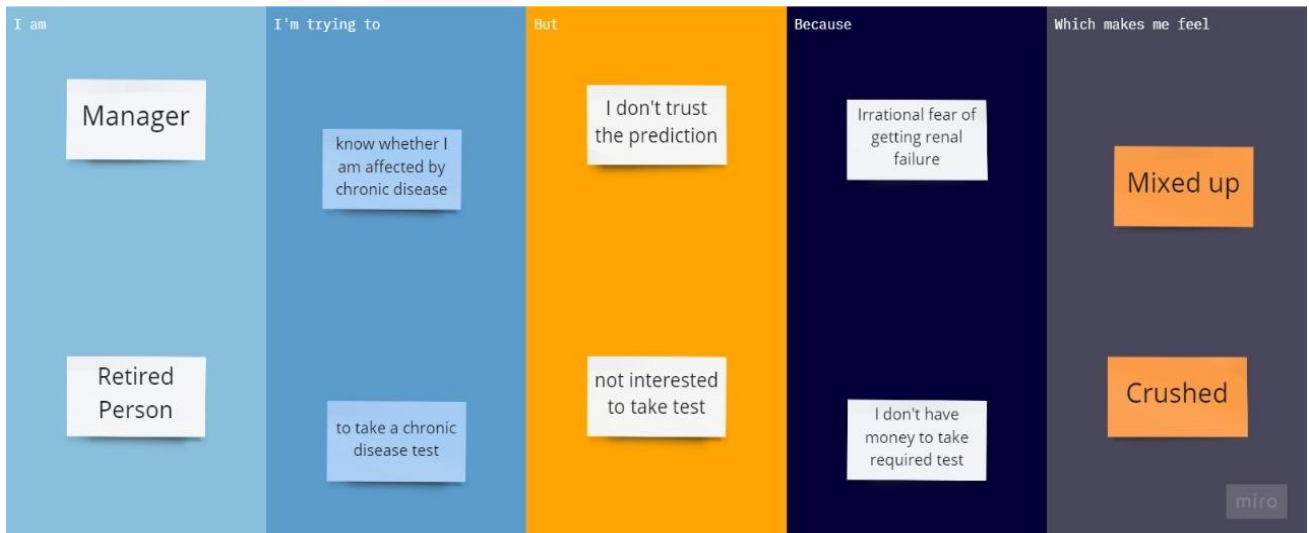 I am
I'm trying to
But
Because
Which makes me feel
Manager
know whether I
am affected by
chronic disease
I don't trust
the prediction
Irrational fear of
getting renal
failure
Mixed up
Retired
Person
to take a chronic
disease test
not interested
to take test
I don't have
money to take
required test
Crushed
miro